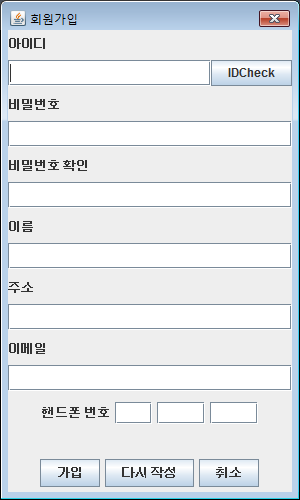 회원가입
아이디
IDCheck
비밀번호
비밀번호 확인
이름
주소
이메일
핸드폰 번호
가입 다시 작성 취소